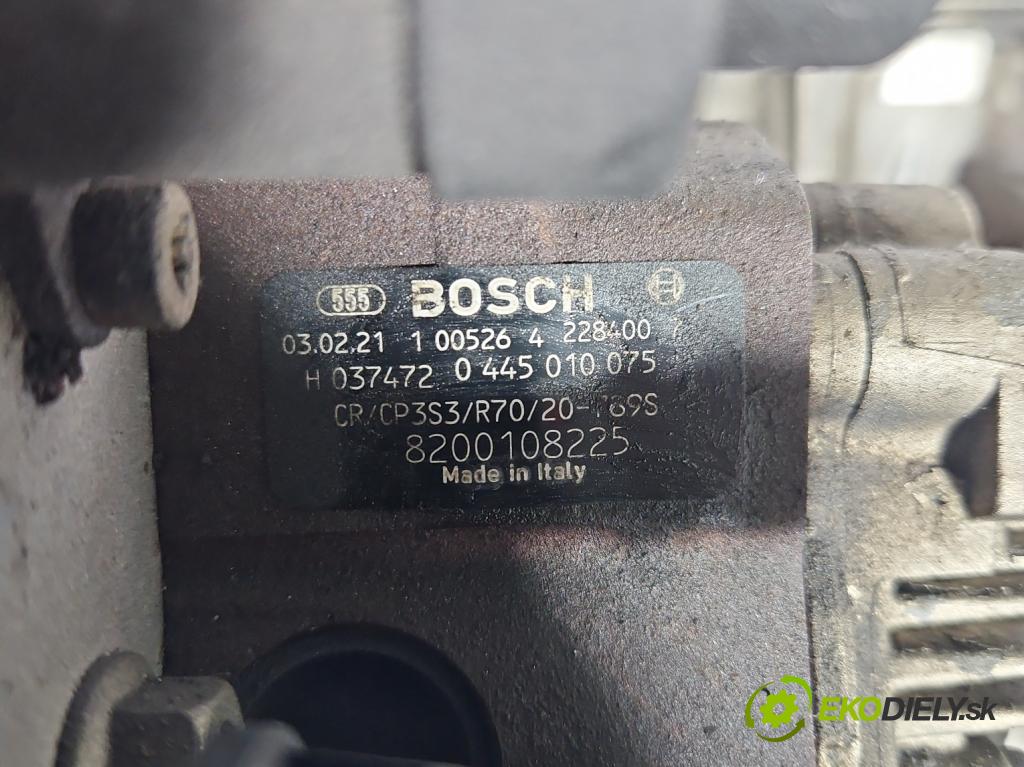 555 BOSCH
03.02.21 1 00526 4 228400 7
H 037472 0 445 010 075
CR/CP3S3/R70/20-789S
8200108225
Made in Italy
EKODIELY.sk